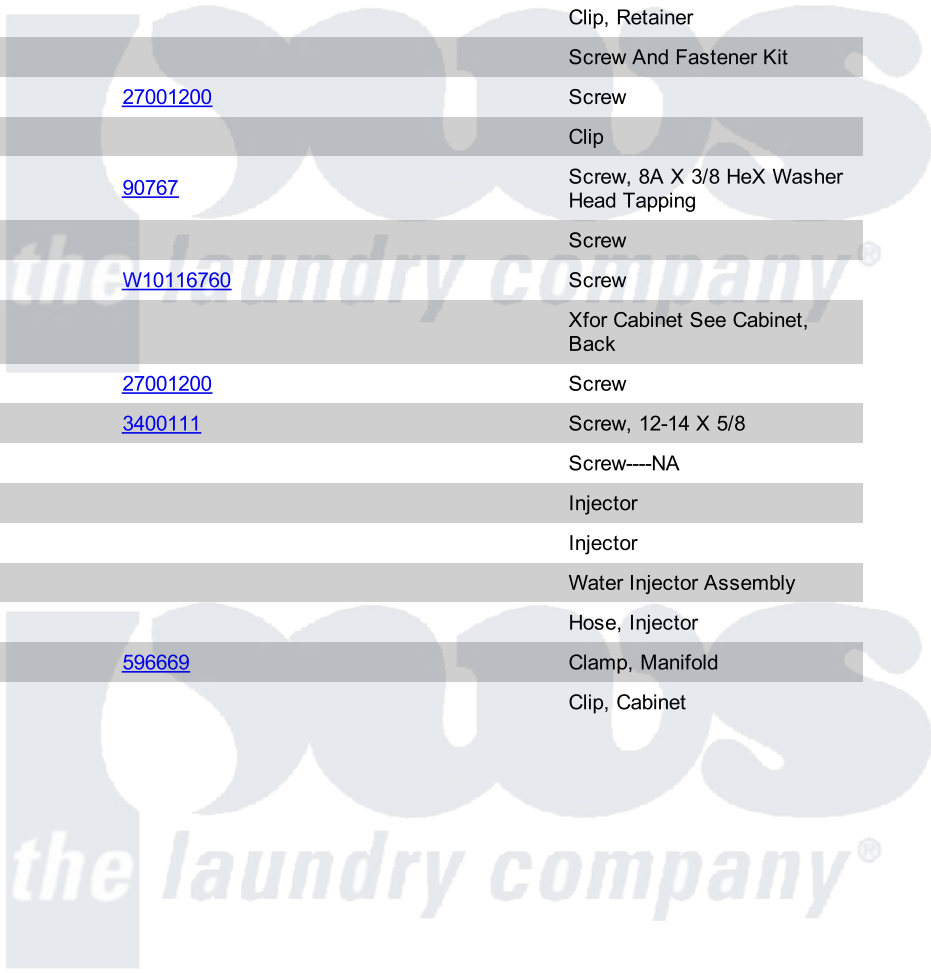 Clip, Retainer
Screw And Fastener Kit
27001200 Screw
Clip
90767 Screw, 8A X 3/8 HeX Washer
Head Tapping
Screw
W10116760 Screw
Xfor Cabinet See Cabinet,
Back
27001200 Screw
3400111 Screw, 12-14 X 5/8
Screw----NA
Injector
Injector
Water Injector Assembly
Hose, Injector
596669 Clamp, Manifold
Clip, Cabinet
pws
the laundry company®
pws
the laundry company®